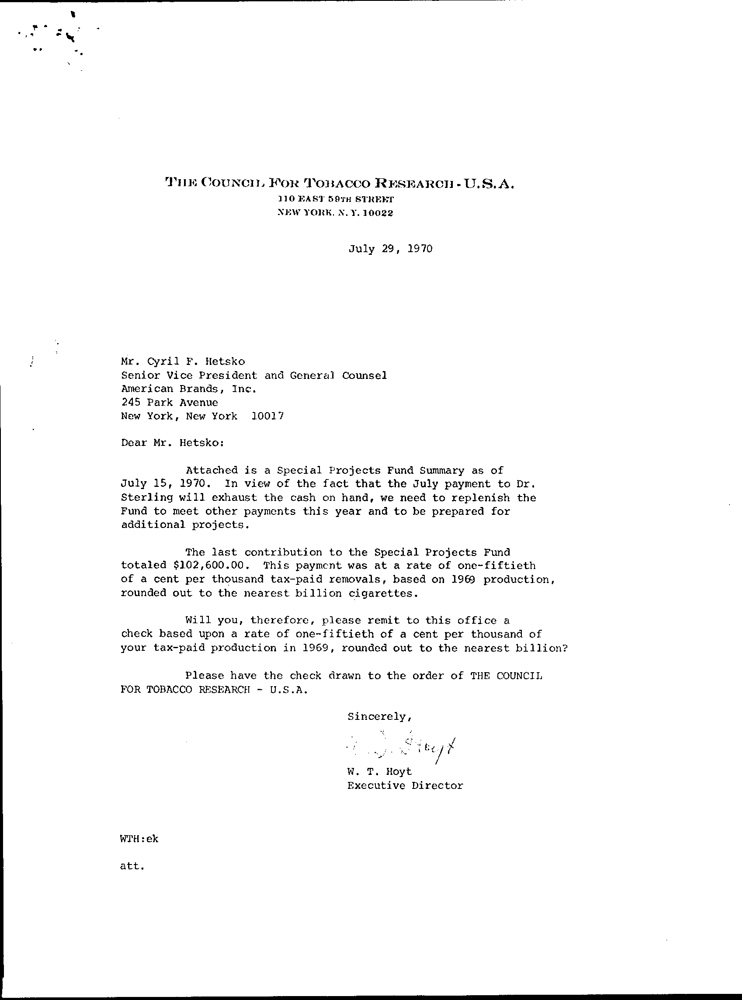 THE COUNCIL FOR TOBACCO RESEARCH - U.S.A.
110 EAST 59TH STREET
NEW YORK, N. Y. 10022
July 29, 1970
Mr. Cyril F. Hetsko
Senior Vice President and General Counsel
American Brands, Inc.
245 Park Avenue
New York, New York 10017
Dear Mr. Hetsko:
Attached is a Special Projects Fund Summary as of
July 15, 1970. In view of the fact that the July payment to Dr.
Sterling will exhaust the cash on hand, we need to replenish the
Fund to meet other payments this year and to be prepared for
additional projects.
The last contribution to the Special Projects Fund
totaled $102,600.00. This payment was at a rate of one-fiftieth
of a cent per thousand tax-paid removals, based on 1969 production,
rounded out to the nearest billion cigarettes.
Will you, therefore, please remit to this office a
check based upon a rate of one-fiftieth of a cent per thousand of
your tax-paid production in 1969, rounded out to the nearest billion?
Please have the check drawn to the order of THE COUNCIL
FOR TOBACCO RESEARCH - U.S.A.
Sincerely,
W. T. Hoyt
Executive Director
WTH:ek
att.